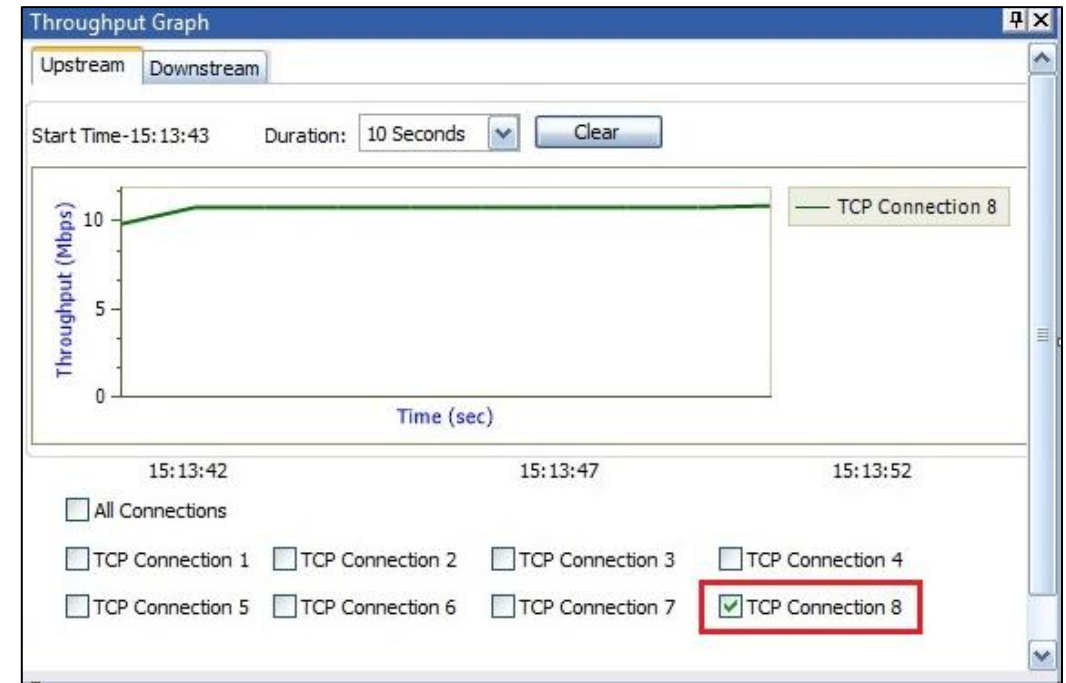 Throughput Graph
Upstream Downstream
Start Time-15:13:43 Duration: 10 Seconds Clear
Throughput (Mbps)
10
5
0
TCP Connection 8
Time (sec)
15:13:42 15:13:47 15:13:52
All Connections
TCP Connection 1 TCP Connection 2 TCP Connection 3 TCP Connection 4
TCP Connection 5 TCP Connection 6 TCP Connection 7 TCP Connection 8